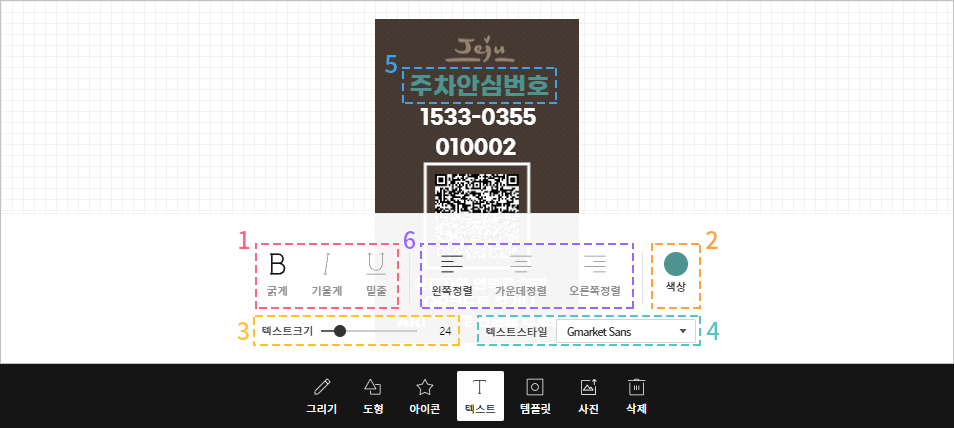 Jeju
5
주차안심번호
1533-0355
010002
1
6
2
B
I
U
굵게
기울게
밑줄
왼쪽정렬
가운데정렬
오른쪽정렬
색상
3
텍스트크기
24
텍스트스타일
Gmarket Sans
4
그리기
도형
아이콘
T
텍스트
템플릿
사진
삭제